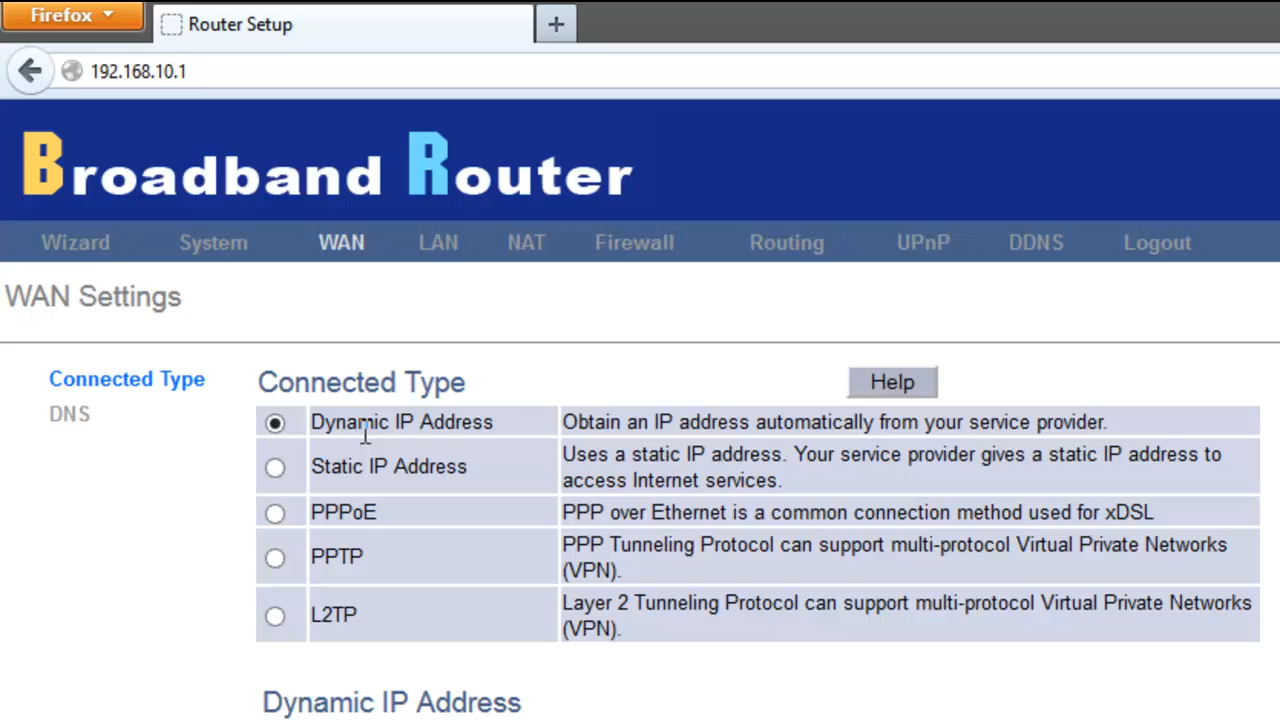 Firefox
Router Setup
192.168.10.1
Broadband Router
Wizard System WAN LAN NAT Firewall Routing UPnP DDNS Logout
WAN Settings
Connected Type
DNS
Connected Type Help
Dynamic IP Address Obtain an IP address automatically from your service provider.
Static IP Address Uses a static IP address. Your service provider gives a static IP address to
access Internet services.
PPPoE PPP over Ethernet is a common connection method used for xDSL
PPTP PPP Tunneling Protocol can support multi-protocol Virtual Private Networks
(VPN).
L2TP Layer 2 Tunneling Protocol can support multi-protocol Virtual Private Networks
(VPN).
Dynamic IP Address